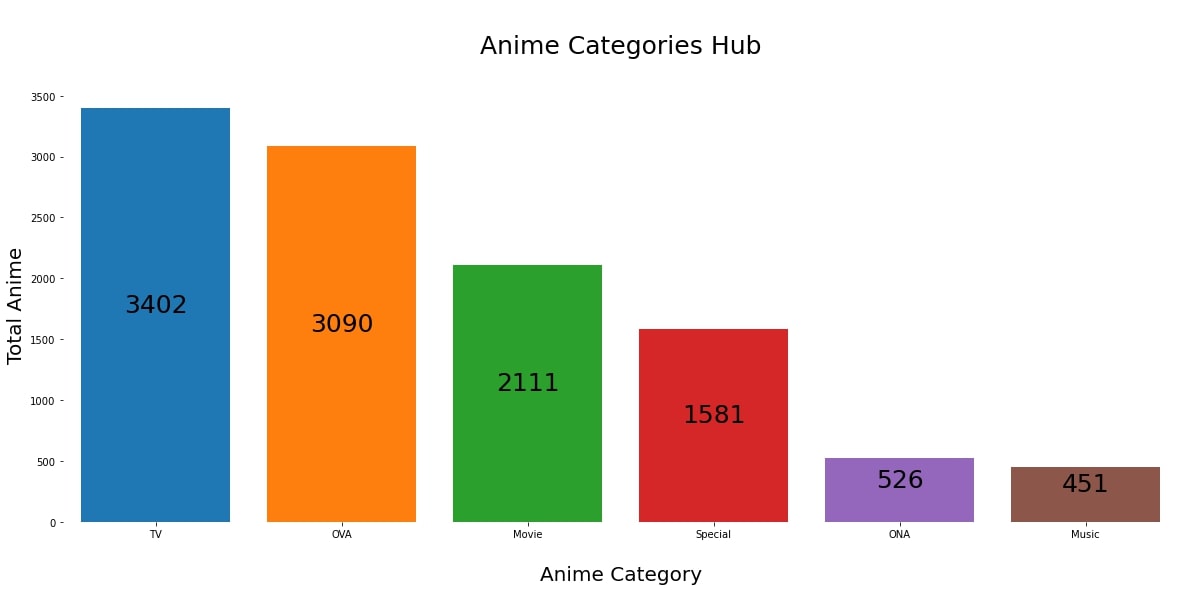 Anime Categories Hub
Total Anime
3500
3000
2500
2000
1500
1000
500
0
3402
3090
2111
1581
526
451
TV
OVA
Movie
Special
ONA
Music
Anime Category